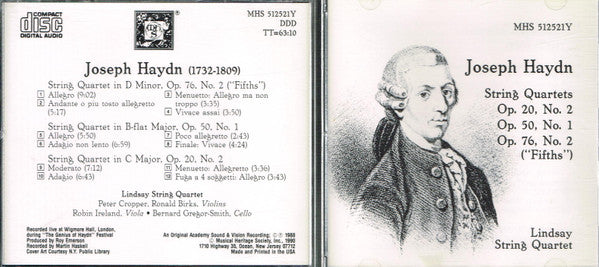 COMPACT
disc
DIGITAL AUDIO
MHS 512521Y
DDD
TT=63:10
Joseph Haydn (1732-1809)
String Quartet in D Minor, Op. 76, No. 2 ("Fifths")
1 Allegro (9:02)
2 Andante o piu tosto allegretto (5:17)
3 Menuetto: Allegro ma non troppo (3:35)
4 Vivace assai (3:50)
String Quartet in B-flat Major, Op. 50, No. 1
5 Allegro (5:50)
6 Adagio non lento (6:59)
7 Poco allegretto (2:43)
8 Finale: Vivace (4:24)
String Quartet in C Major, Op. 20, No. 2
9 Moderato (7:12)
10 Adagio (6:43)
11 Menuetto: Allegretto (3:36)
12 Fuga a 4 soggetti: Allegro (3:43)
Lindsay String Quartet
Peter Cropper, Ronald Birks, Violins
Robin Ireland, Viola • Bernard Gregor-Smith, Cello
Recorded live at Wigmore Hall, London,
during "The Genius of Haydn" Festival
Produced by Roy Emerson
Recorded by Martin Haskell
Cover Art Courtesy N.Y. Public Library
An Original Academy Sound & Vision Recording, © ℗ 1988
© Musical Heritage Society, Inc., 1990
1710 Highway 35, Ocean, New Jersey 07712
Made and Printed in the USA
MHS 512521Y
Joseph Haydn
String Quartets
Op. 20, No. 2
Op. 50, No. 1
Op. 76, No. 2
("Fifths")
Lindsay
String Quartet